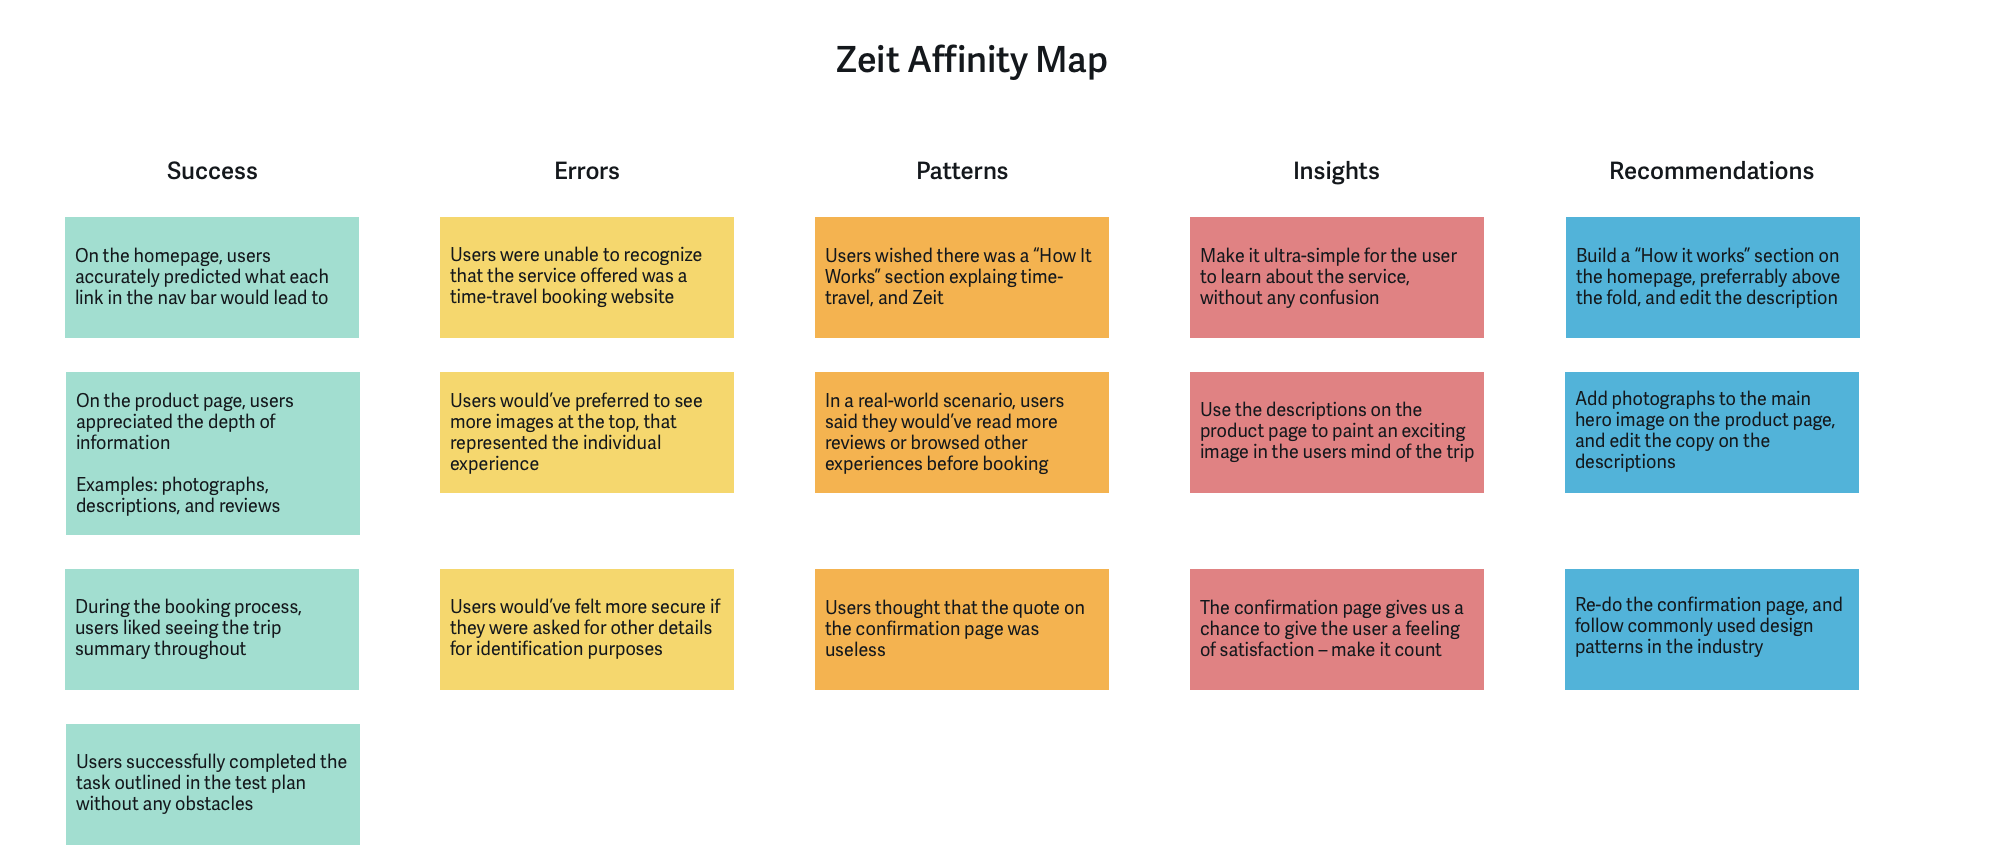 Zeit Affinity Map
Success
On the homepage, users
accurately predicted what each
link in the nav bar would lead to
On the product page, users
appreciated the depth of
information
Examples: photographs,
descriptions, and reviews
During the booking process,
users liked seeing the trip
summary throughout
Users successfully completed the
task outlined in the test plan
without any obstacles
Errors
Users were unable to recognize
that the service offered was a
time-travel booking website
Users would’ve preferred to see
more images at the top, that
represented the individual
experience
Users would’ve felt more secure if
they were asked for other details
for identification purposes
Patterns
Users wished there was a “How It
Works” section explaing time-
travel, and Zeit
In a real-world scenario, users
said they would’ve read more
reviews or browsed other
experiences before booking
Users thought that the quote on
the confirmation page was
useless
Insights
Make it ultra-simple for the user
to learn about the service,
without any confusion
Use the descriptions on the
product page to paint an exciting
image in the users mind of the trip
The confirmation page gives us a
chance to give the user a feeling
of satisfaction – make it count
Recommendations
Build a “How it works” section on
the homepage, preferrably above
the fold, and edit the description
Add photographs to the main
hero image on the product page,
and edit the copy on the
descriptions
Re-do the confirmation page, and
follow commonly used design
patterns in the industry